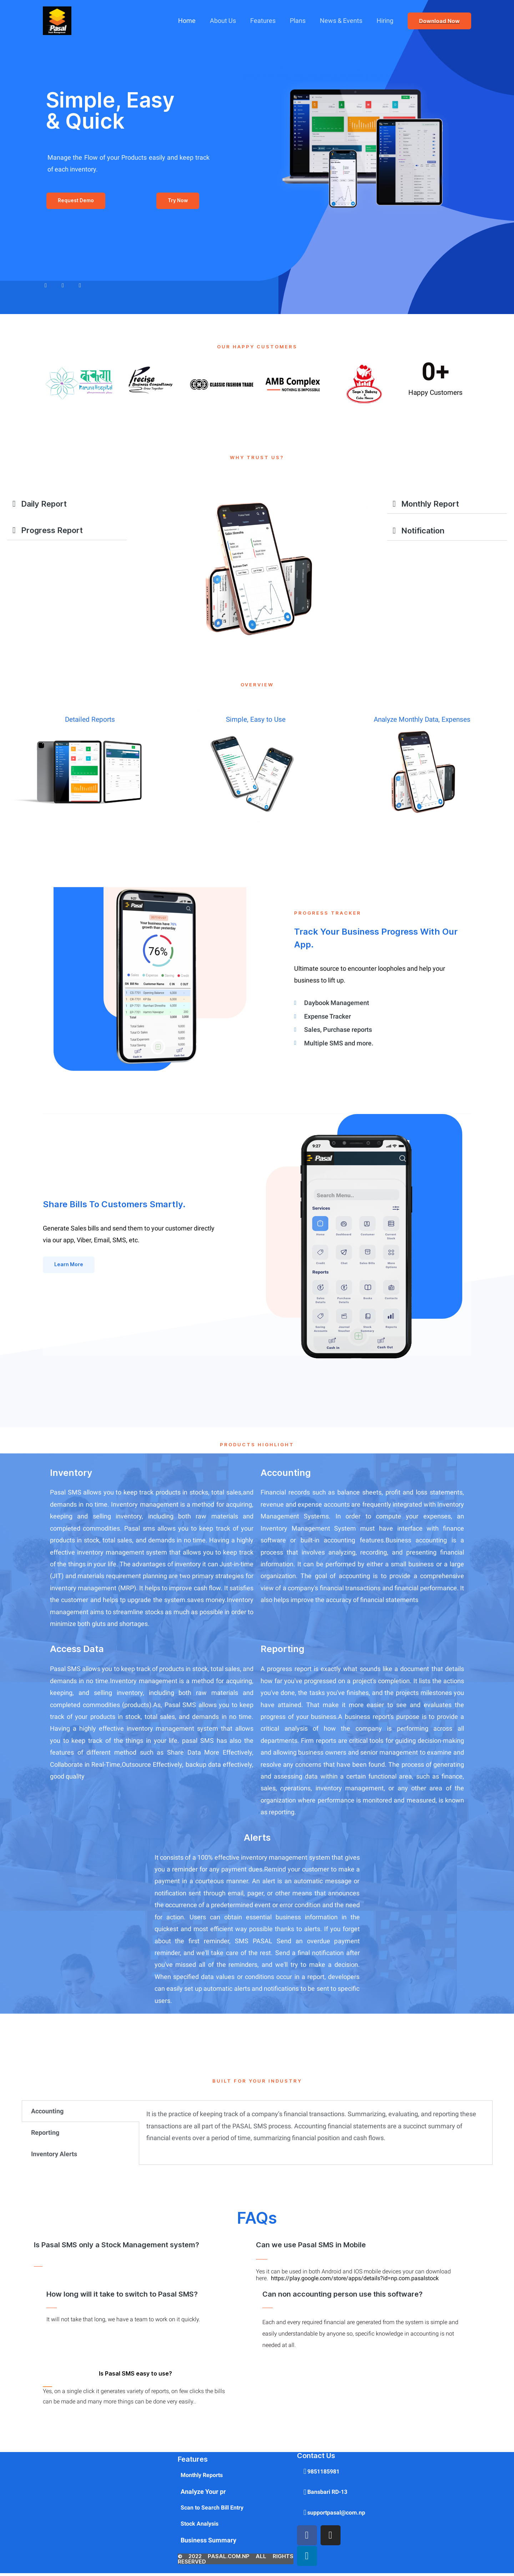 Pasal
Home About Us Features Plans News & Events Hiring Download Now
Simple, Easy
& Quick
Manage the Flow of your Products easily and keep track
of each inventory.
Request Demo Try Now
OUR HAPPY CUSTOMERS
Precise
CLASSIC FASHION TRADE
AMB Complex
NOTHING IS IMPOSSIBLE
0+
Happy Customers
WHY TRUST US?
Daily Report
Progress Report
Monthly Report
Notification
OVERVIEW
Detailed Reports
Simple, Easy to Use
Analyze Monthly Data, Expenses
Pasal
76%
PROGRESS TRACKER
Track Your Business Progress With Our
App.
Ultimate source to encounter loopholes and help your
business to lift up.
Daybook Management
Expense Tracker
Sales, Purchase reports
Multiple SMS and more.
Share Bills To Customers Smartly.
Generate Sales bills and send them to your customer directly
via our app, Viber, Email, SMS, etc.
Learn More
9:27
Pasal
Search Menu...
Services
Reports
Cash In Cash Out
PRODUCTS HIGHLIGHT
Inventory
Pasal SMS allows you to keep track products in stocks, total sales,and
demands in no time. Inventory management is a method for acquiring,
keeping and selling inventory, including both raw materials and
completed commodities. Pasal sms allows you to keep track of your
products in stock, total sales, and demands in no time. Having a highly
effective inventory management system that allows you to keep track
of the things in your life .The advantages of inventory it can Just-in-time
(JIT) and materials requirement planning are two primary strategies for
inventory management (MRP). It helps to improve cash flow. It satisfies
the customer and helps tp upgrade the system.saves money.Inventory
management aims to streamline stocks as much as possible in order to
minimize both gluts and shortages.
Accounting
Financial records such as balance sheets, profit and loss statements,
revenue and expense accounts are frequently integrated with Inventory
Management Systems. In order to compute your expenses, an
Inventory Management System must have interface with finance
software or built-in accounting features.Business accounting is a
process that involves analyzing, recording, and presenting financial
information. It can be performed by either a small business or a large
organization. The goal of accounting is to provide a comprehensive
view of a company's financial transactions and financial performance. It
also helps improve the accuracy of financial statements
Access Data
Pasal SMS allows you to keep track of products in stock, total sales, and
demands in no time.Inventory management is a method for acquiring,
keeping, and selling inventory, including both raw materials and
completed commodities (products).As, Pasal SMS allows you to keep
track of your products in stock, total sales, and demands in no time.
Having a highly effective inventory management system that allows
you to keep track of the things in your life. pasal SMS has also the
features of different method such as Share Data More Effectively,
Collaborate in Real-Time,Outsource Effectively, backup data effectively,
good quality
Reporting
A progress report is exactly what sounds like a document that details
how far you've progressed on a project's completion. It lists the actions
you've done, the tasks you've finishes, and the projects milestones you
have attained. That make it more easier to see and evaluates the
progress of your business.A business report's purpose is to provide a
critical analysis of how the company is performing across all
departments. Firm reports are critical tools for guiding decision-making
and allowing business owners and senior management to examine and
resolve any concerns that have been found. The process of generating
and assessing data within a certain functional area, such as finance,
sales, operations, inventory management, or any other area of the
organization where performance is monitored and measured, is known
as reporting.
Alerts
It consists of a 100% effective inventory management system that gives
you a reminder for any payment dues.Remind your customer to make a
payment in a courteous manner. An alert is an automatic message or
notification sent through email, pager, or other means that announces
the occurrence of a predetermined event or error condition and the need
for action. Users can obtain essential business information in the
quickest and most efficient way possible thanks to alerts. If you forget
about the first reminder, SMS PASAL Send an overdue payment
reminder, and we'll take care of the rest. Send a final notification after
you've missed all of the reminders, and we'll try to make a decision.
When specified data values or conditions occur in a report, developers
can easily set up automatic alerts and notifications to be sent to specific
users.
BUILT FOR YOUR INDUSTRY
Accounting
Reporting
Inventory Alerts
It is the practice of keeping track of a company's financial transactions. Summarizing, evaluating, and reporting these
transactions are all part of the PASAL SMS process. Accounting financial statements are a succinct summary of
financial events over a period of time, summarizing financial position and cash flows.
FAQs
Is Pasal SMS only a Stock Management system?
Can we use Pasal SMS in Mobile
Yes it can be used in both Android and IOS mobile devices your can download
here. https://play.google.com/store/apps/details?id=np.com.pasalstock
How long will it take to switch to Pasal SMS?
It will not take that long, we have a team to work on it quickly.
Can non accounting person use this software?
Each and every required financial are generated from the system in simple and
easily understandable by anyone so, specific knowledge in accounting is not
needed at all.
Is Pasal SMS easy to use?
Yes, on a single click it generates variety of reports, on few clicks the bills
can be made and many more things can be done very easily.
Features
Monthly Reports
Analyze Your pr
Scan to Search Bill Entry
Stock Analysis
Business Summary
© 2022 PASAL.COM.NP ALL RIGHTS
RESERVED
Contact Us
9851185981
Bansbari RD-13
supportpasal@com.np